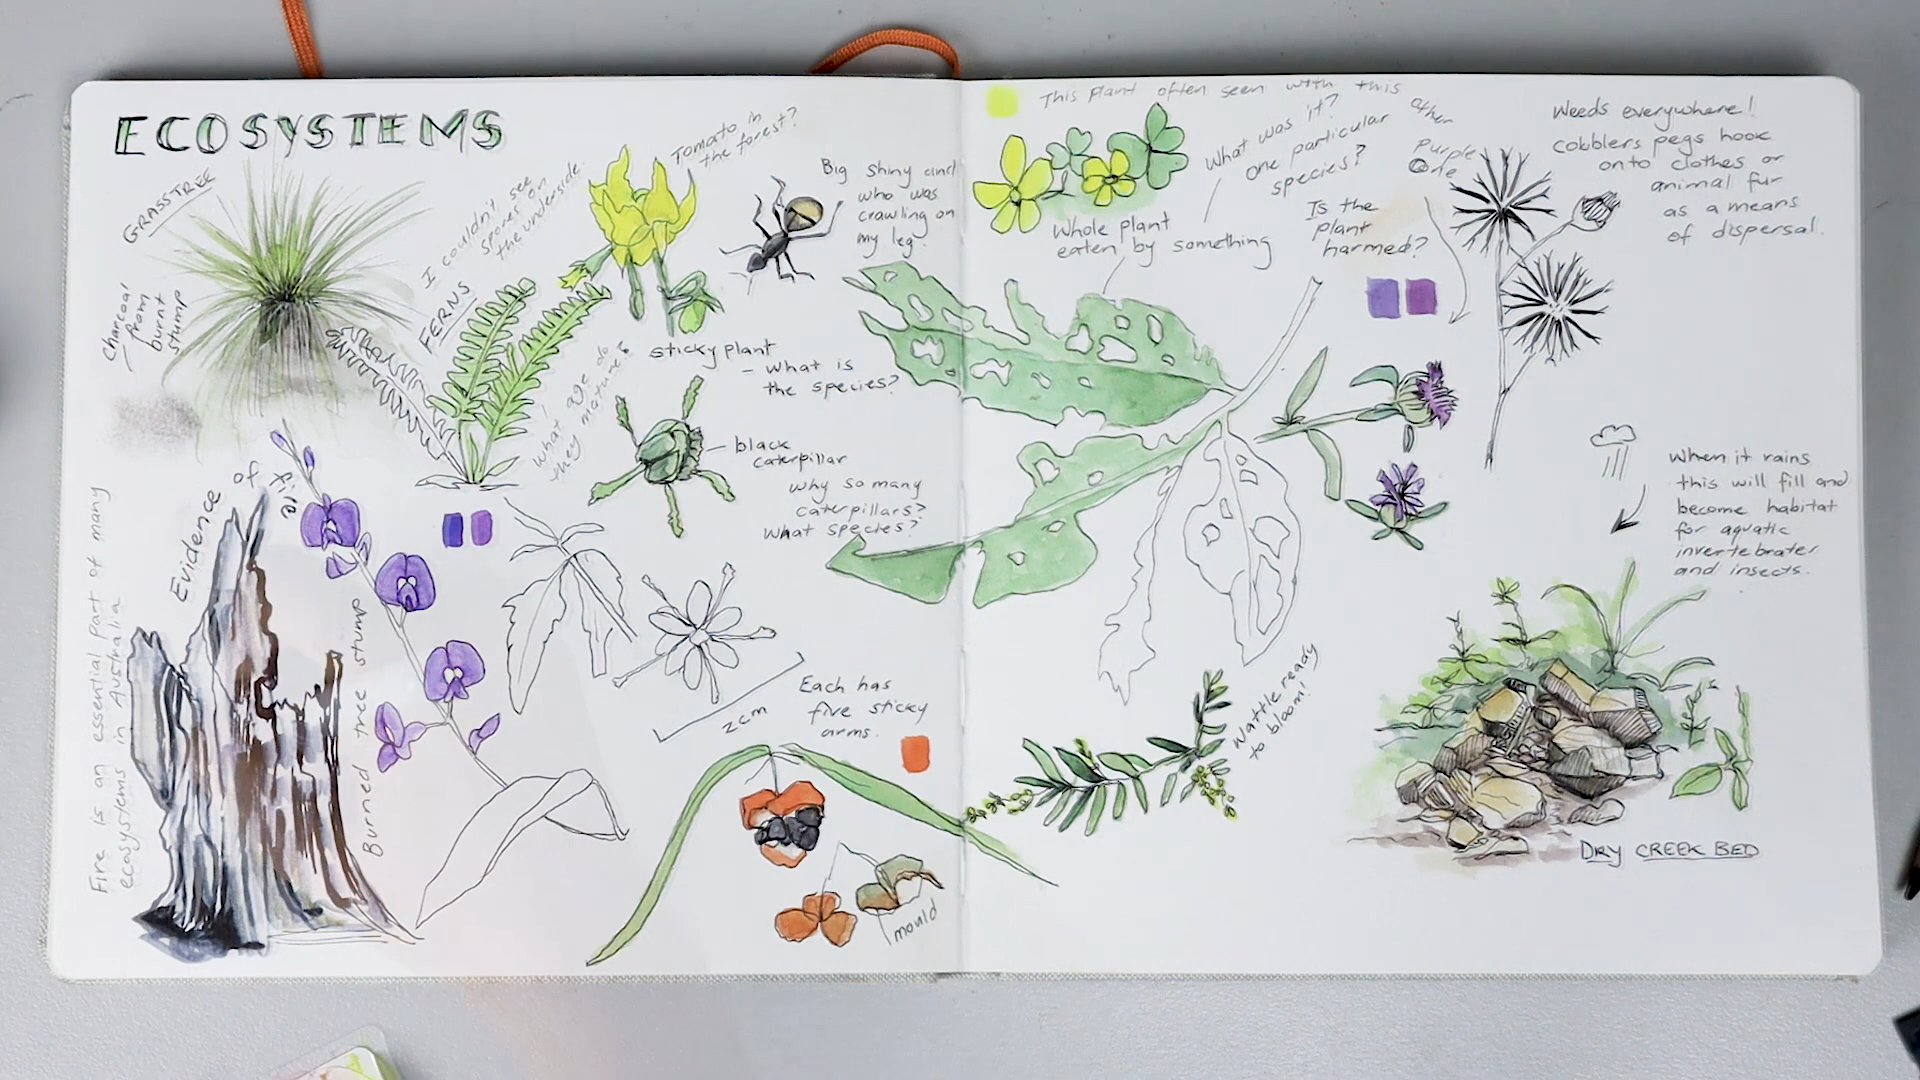 ECOSYSTEMS
GRASSTREE
Charcoal
from
burnt
stump
I couldn't see
spores on
the underside.
FERNS
What age do
they mature?
Tomato in
the forest?
Big shiny and
who was
crawling on
my leg.
sticky plant
- What is
the species?
black
caterpillar
Why so many
caterpillars?
What species?
Evidence of
fire
Fire is an essential part of many
ecosystems in Australia
Burned tree stump
2cm
Each has
five sticky
arms.
mould
This plant often seen with this
other
Purple
one
What was it?
one particular
species?
Whole plant
eaten by something
Is the
plant
harmed?
Weeds everywhere!
cobblers pegs hook
onto clothes or
animal fur
as a means
of dispersal.
When it rains
this will fill and
become habitat
for aquatic
invertebrates
and insects.
Wattle ready
to bloom!
DRY CREEK BED